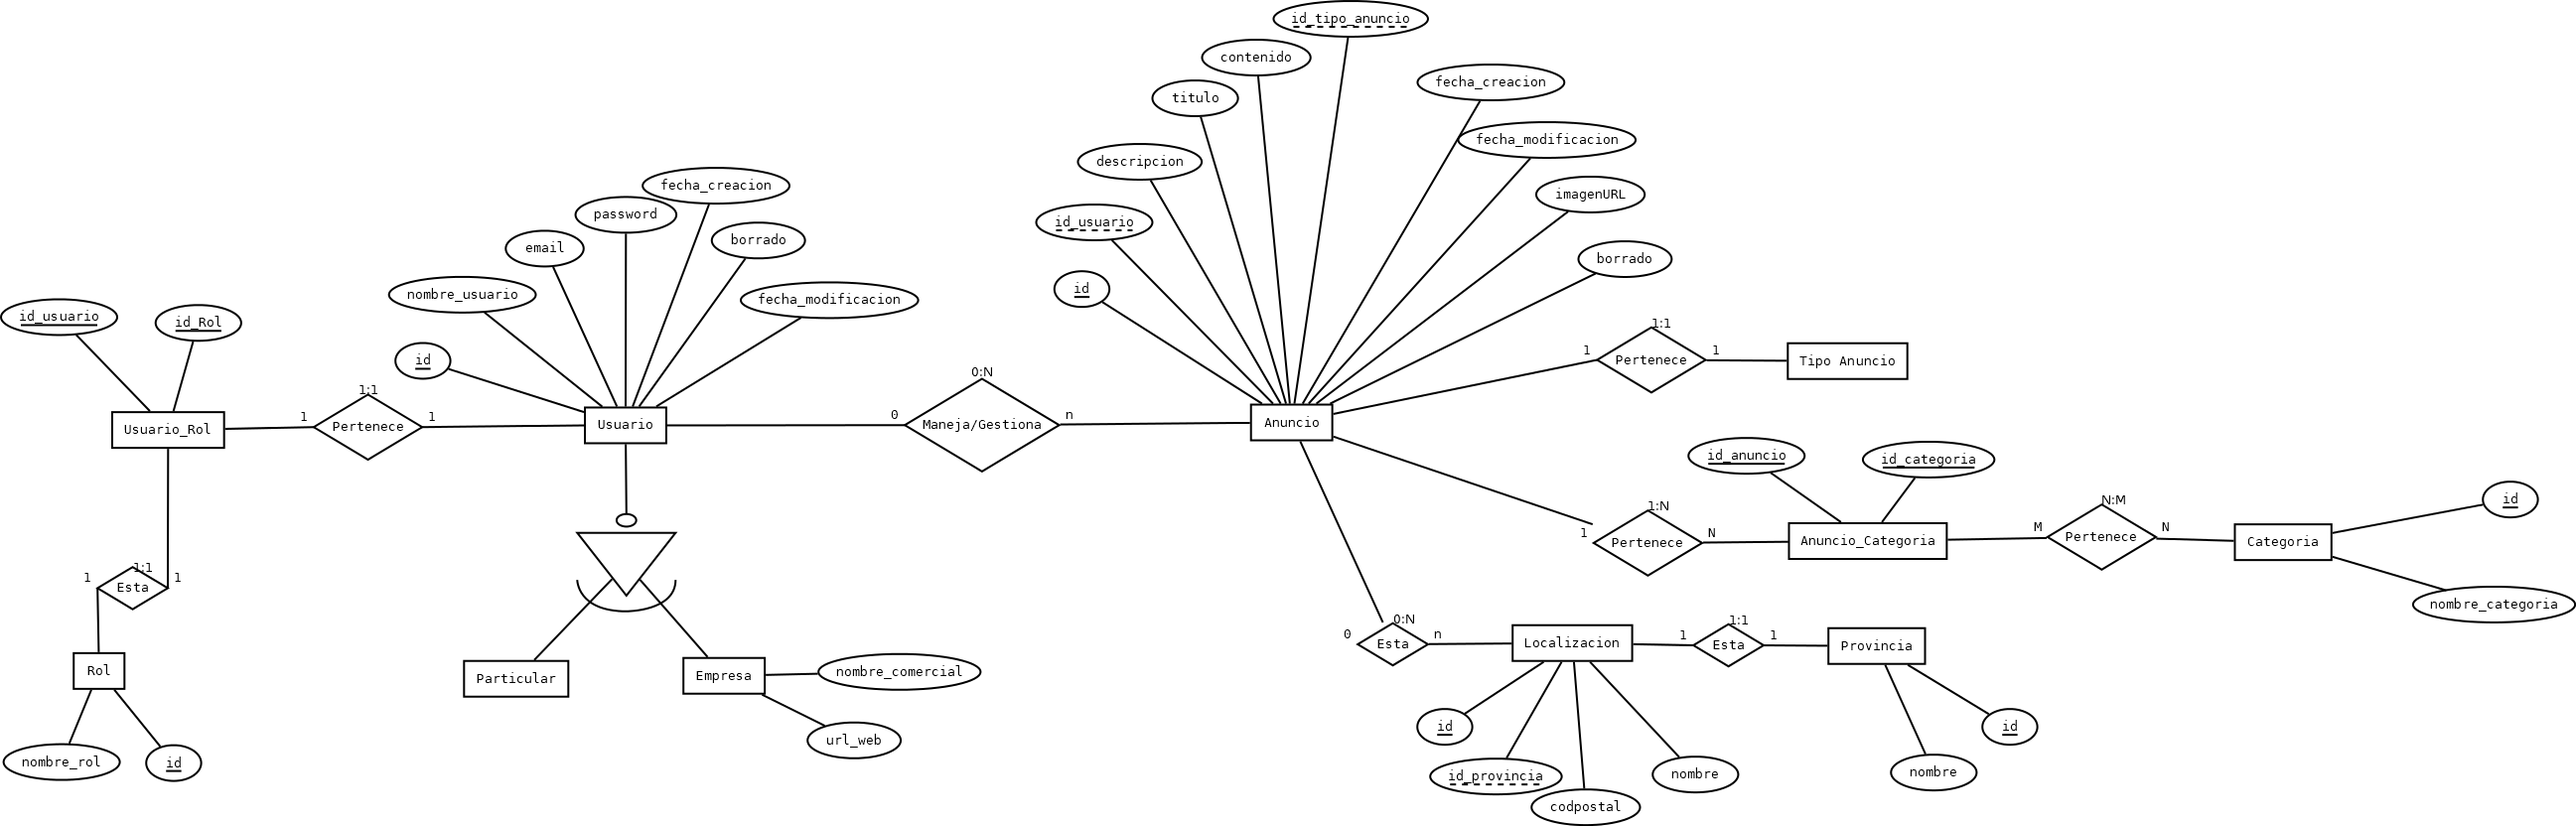 id_tipo_anuncio
contenido
fecha_creacion
titulo
fecha_modificacion
descripcion
fecha_creacion
imagenURL
password
id_usuario
borrado
email
borrado
id
nombre_usuario
fecha_modificacion
id_usuario
id_Rol
1:1
1 Pertenece 1
Tipo Anuncio
id
0:N
1:1
Usuario_Rol
1 Pertenece 1
Usuario
0 Maneja/Gestiona n
Anuncio
id_anuncio
id_categoria
1:N
1 Pertenece N
Anuncio_Categoria
N:M
M Pertenece N
Categoria
id
nombre_categoria
1:1
1 Esta 1
0:N
0 Esta n
Localizacion
1:1
1 Esta 1
Provincia
Rol
Particular
Empresa
nombre_comercial
url_web
nombre_rol
id
id
id_provincia
codpostal
nombre
nombre
id